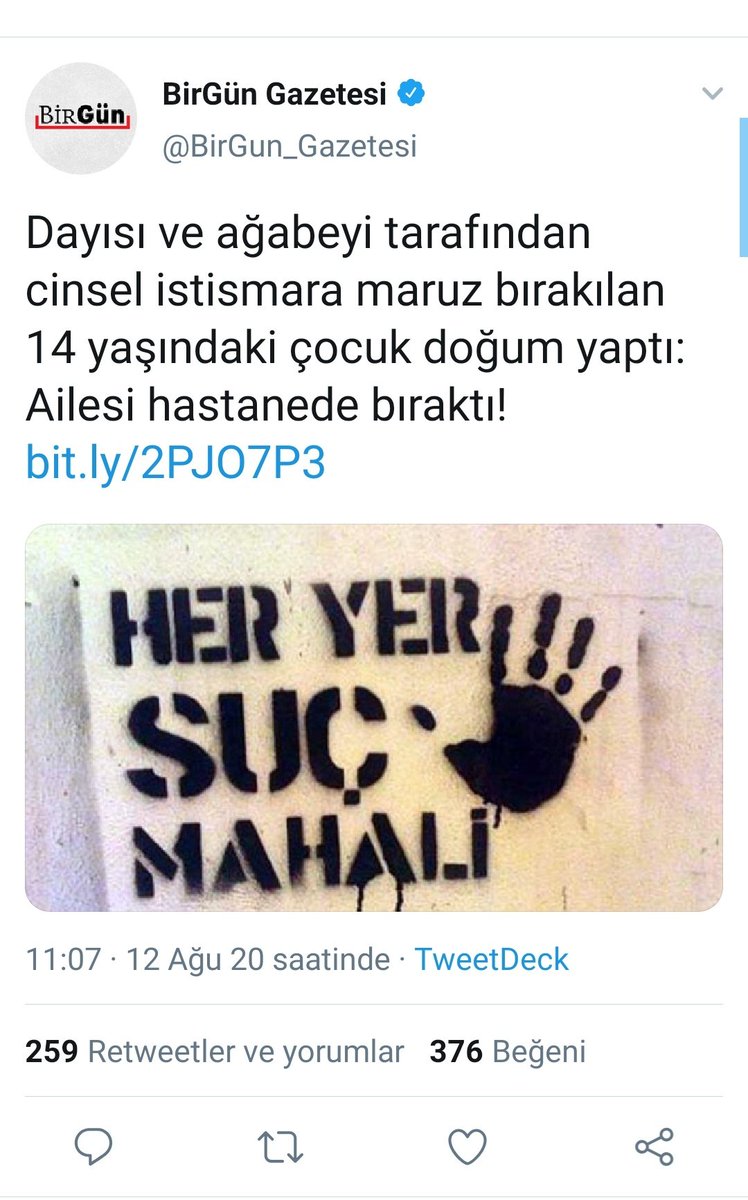 BirGün
BirGün Gazetesi
@BirGun_Gazetesi
Dayısı ve ağabeyi tarafından
cinsel istismara maruz bırakılan
14 yaşındaki çocuk doğum yaptı:
Ailesi hastanede bıraktı!
bit.ly/2PJO7P3
HER YER!!!
SUÇ
MAHALİ
11:07 · 12 Ağu 20 saatinde · TweetDeck
259 Retweetler ve yorumlar 376 Beğeni